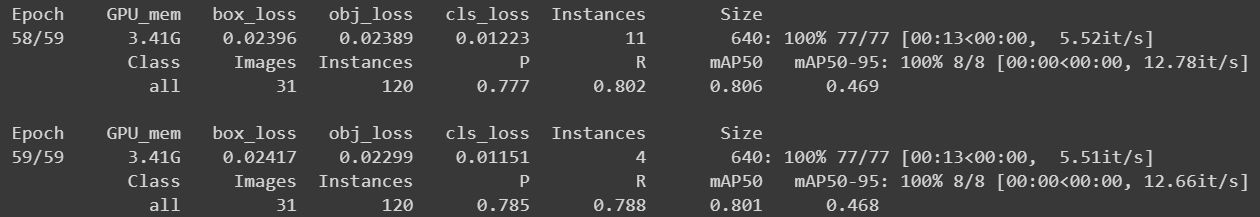 Epoch GPU_mem box_loss obj_loss cls_loss Instances Size
58/59 3.41G 0.02396 0.02389 0.01223 11 640: 100% 77/77 [00:13<00:00, 5.52it/s]
Class Images Instances P R mAP50 mAP50-95: 100% 8/8 [00:00<00:00, 12.78it/s]
all 31 120 0.777 0.802 0.806 0.469
Epoch GPU_mem box_loss obj_loss cls_loss Instances Size
59/59 3.41G 0.02417 0.02299 0.01151 4 640: 100% 77/77 [00:13<00:00, 5.51it/s]
Class Images Instances P R mAP50 mAP50-95: 100% 8/8 [00:00<00:00, 12.66it/s]
all 31 120 0.785 0.788 0.801 0.468